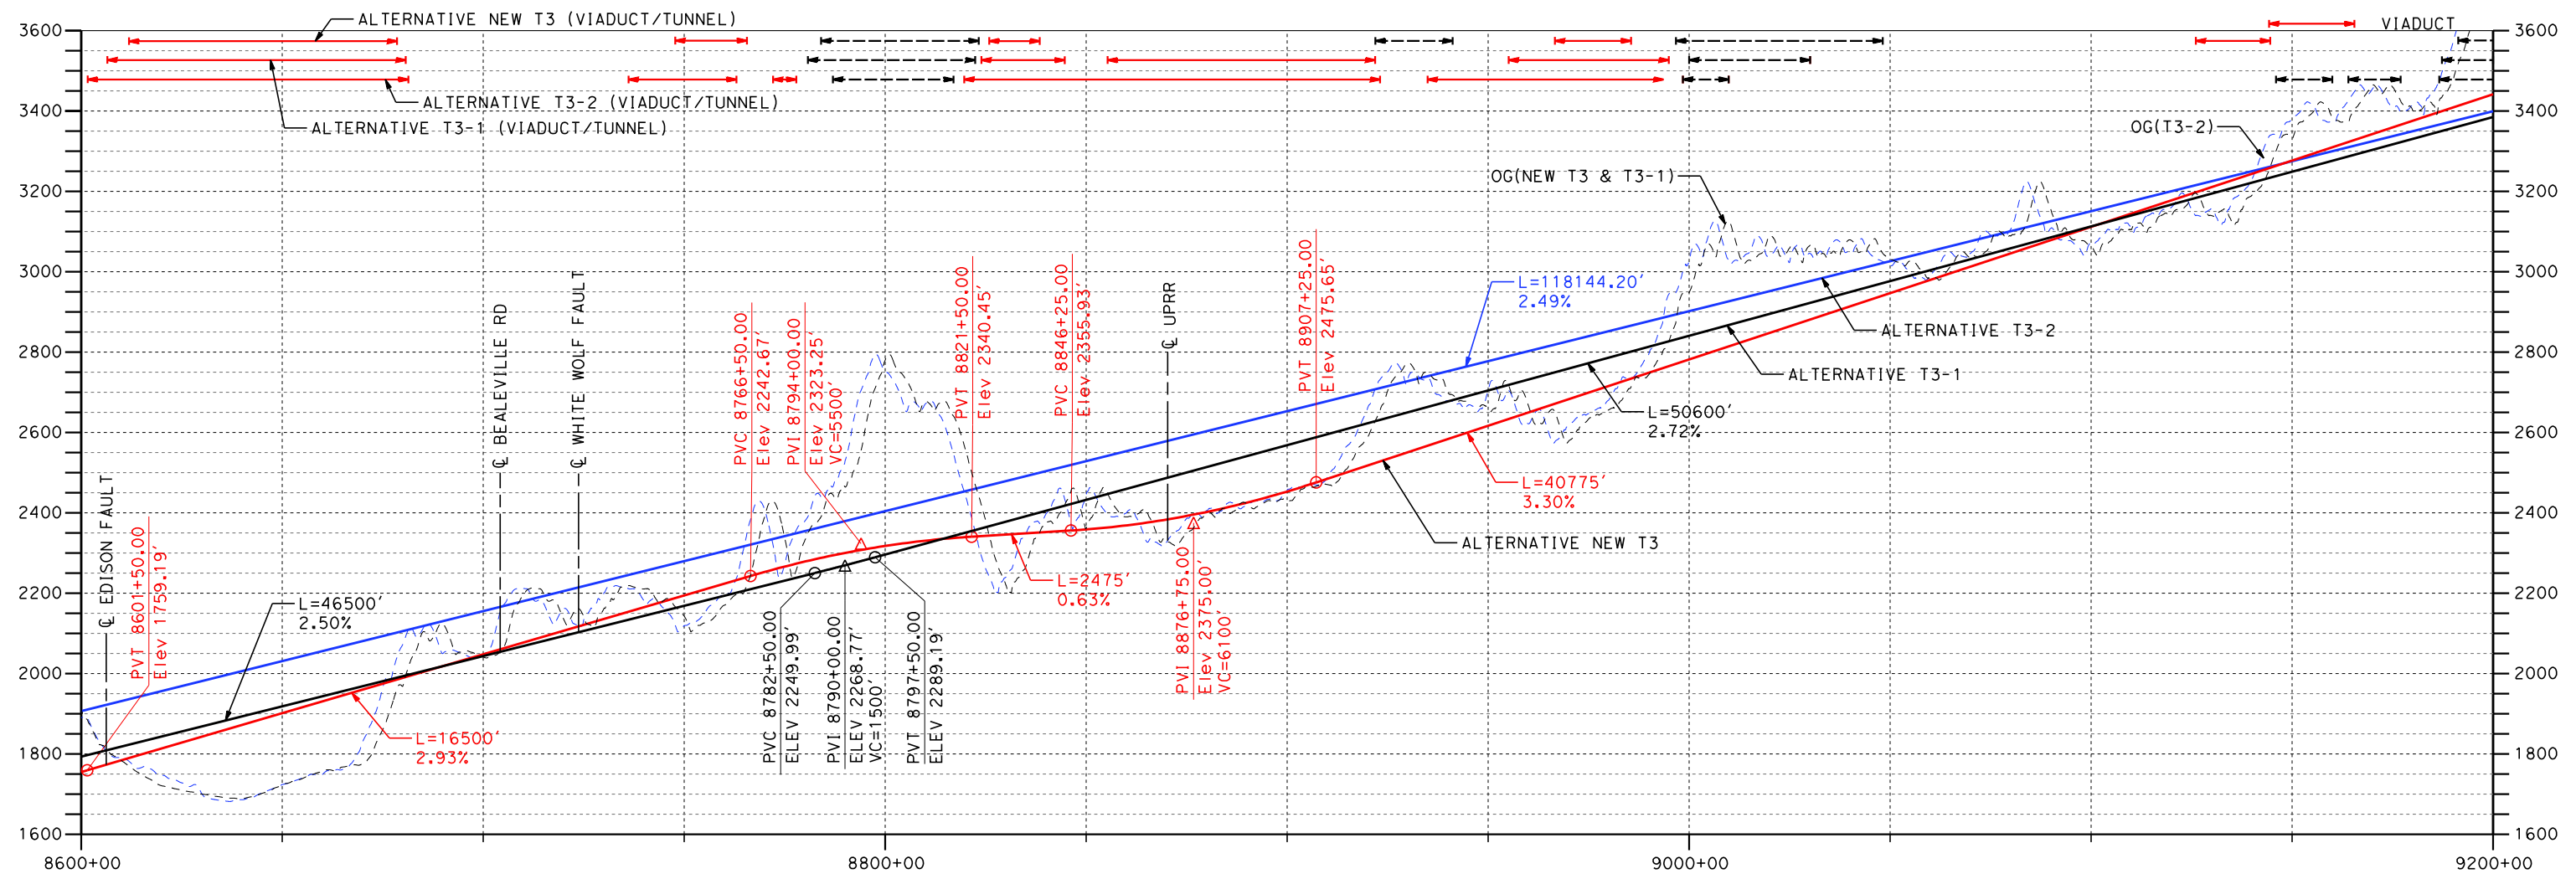 ALTERNATIVE NEW T3 (VIADUCT/TUNNEL)
VIADUCT
ALTERNATIVE T3-2 (VIADUCT/TUNNEL)
ALTERNATIVE T3-1 (VIADUCT/TUNNEL)
3600
3400
3200
3000
2800
2600
2400
2200
2000
1800
1600
3600
3400
3200
3000
2800
2600
2400
2200
2000
1800
1600
OG(T3-2)
OG(NEW T3 & T3-1)
℄ EDISON FAULT
PVT 8601+50.00
Elev 1759.19'
L=46500'
2.50%
L=16500'
2.93%
℄ BEALEVILLE RD
℄ WHITE WOLF FAULT
PVC 8766+50.00
Elev 2242.67'
PVI 8794+00.00
Elev 2323.25
VC=5500'
PVC 8782+50.00
ELEV 2249.99'
PVI 8790+00.00
ELEV 2268.77'
VC=1500'
PVT 8797+50.00
ELEV 2289.19'
PVT 8821+50.00
Elev 2340.45'
PVC 8846+25.00
Elev 2355.93'
L=2475'
0.63%
℄ UPRR
PVI 8876+75.00
Elev 2375.00'
VC=6100'
PVT 8907+25.00
Elev 2475.65'
L=118144.20'
2.49%
ALTERNATIVE T3-2
ALTERNATIVE T3-1
L=50600'
2.72%
L=40775'
3.30%
ALTERNATIVE NEW T3
8600+00
8800+00
9000+00
9200+00